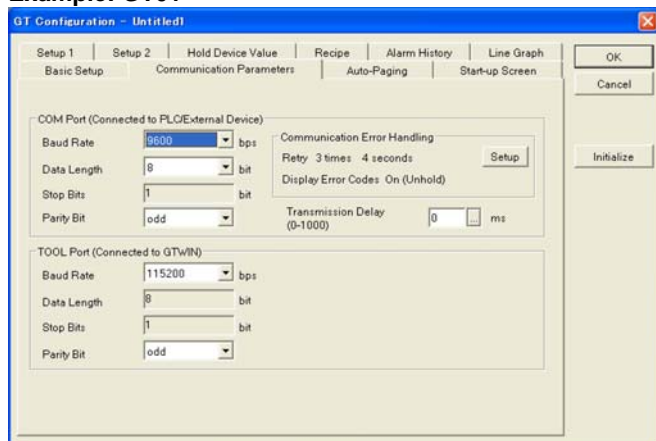 GT Configuration - Untitled1
Setup 1 Setup 2 Hold Device Value Recipe Alarm History Line Graph
Basic Setup Communication Parameters Auto-Paging Start-up Screen
OK
Cancel
Initialize
COM Port (Connected to PLC/External Device)
Baud Rate 9600 bps
Data Length 8 bit
Stop Bits 1 bit
Parity Bit odd
Communication Error Handling
Retry 3 times 4 seconds Setup
Display Error Codes On (Unhold)
Transmission Delay
(0-1000) 0 ... ms
TOOL Port (Connected to GTWIN)
Baud Rate 115200 bps
Data Length 8 bit
Stop Bits 1 bit
Parity Bit odd